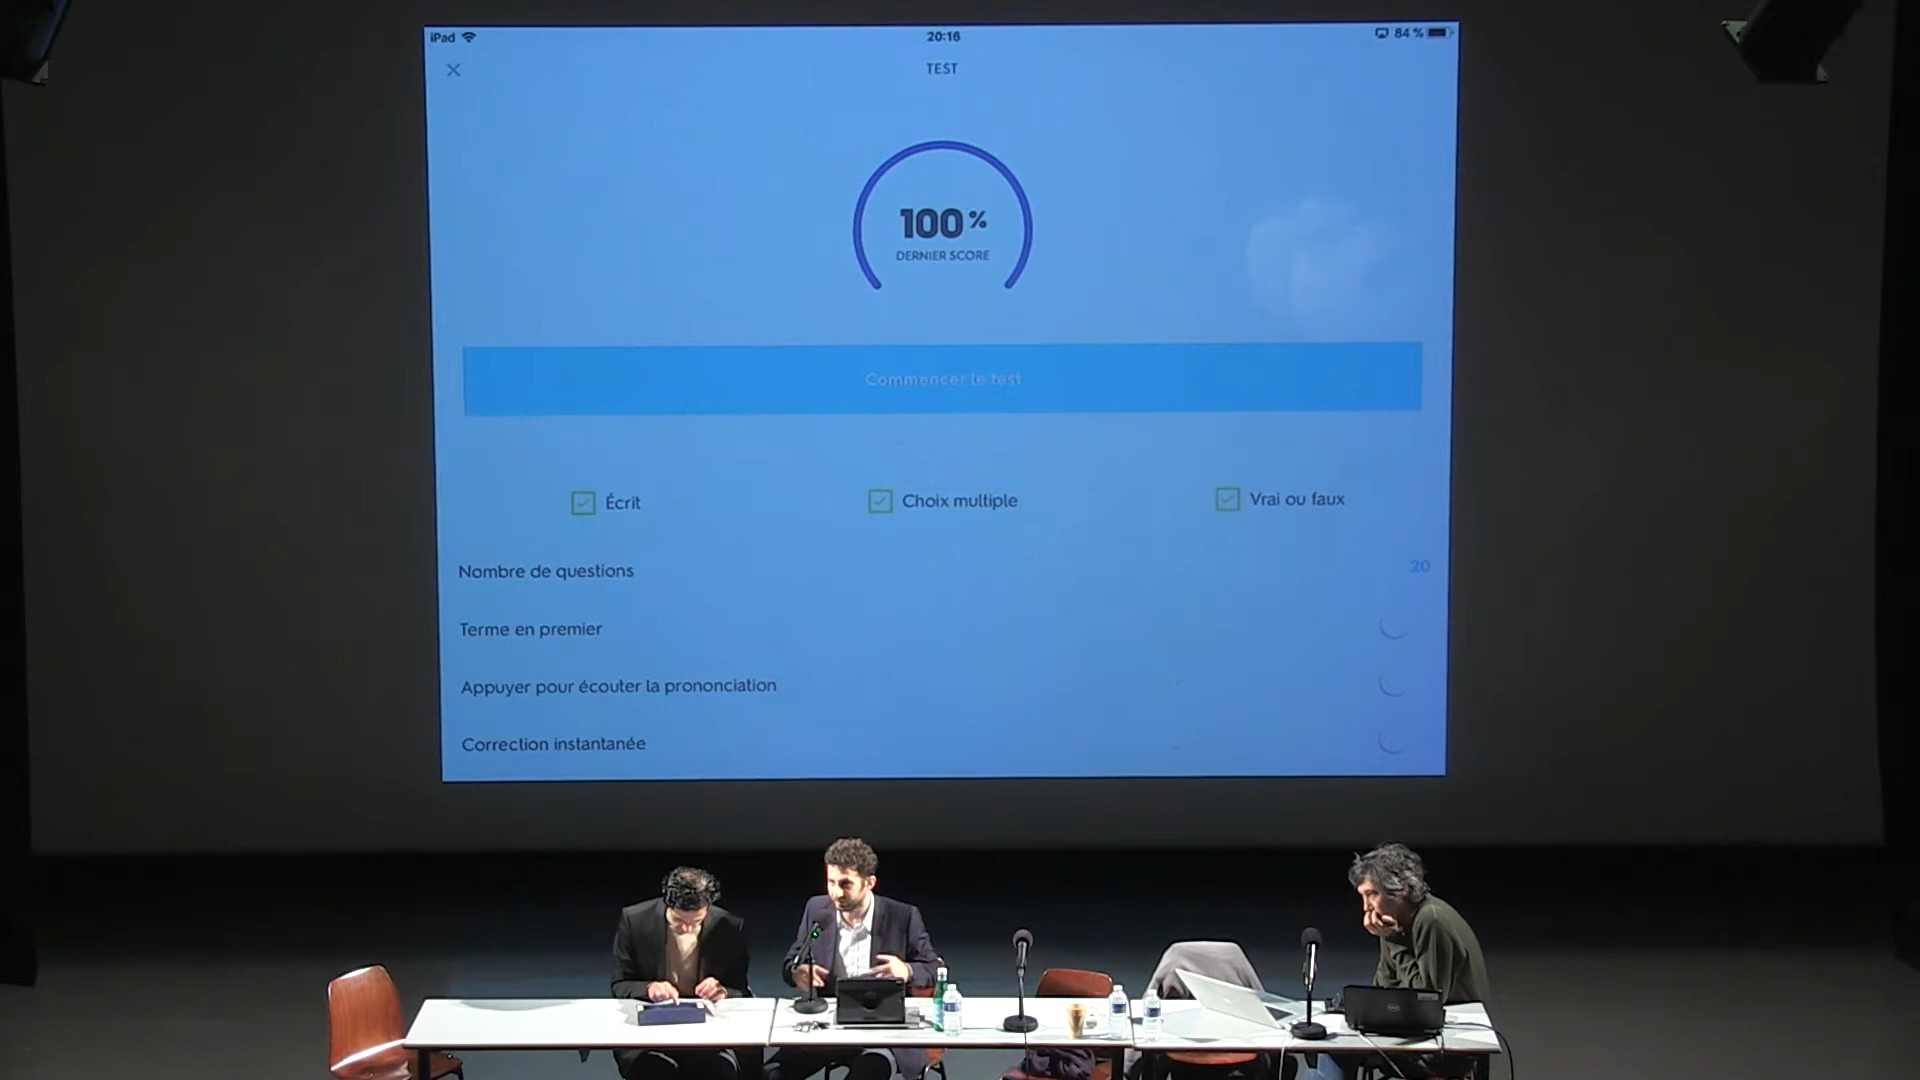 iPad 20:16 84 %
TEST
100 %
DERNIER SCORE
Commencer le test
Écrit Choix multiple Vrai ou faux
Nombre de questions 20
Terme en premier
Appuyer pour écouter la prononciation
Correction instantanée